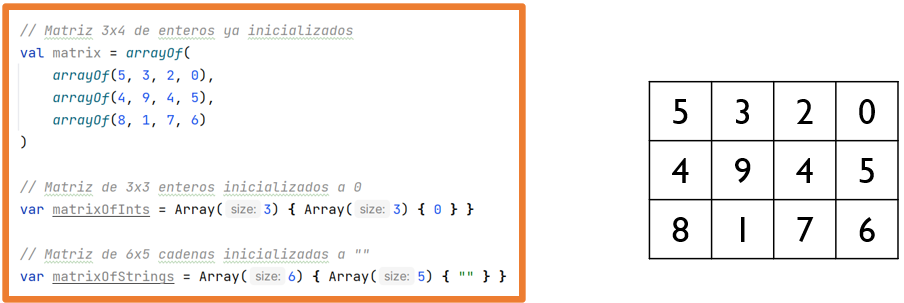 // Matriz 3x4 de enteros ya inicializados
val matrix = arrayOf(
    arrayOf(5, 3, 2, 0),
    arrayOf(4, 9, 4, 5),
    arrayOf(8, 1, 7, 6)
)
// Matriz de 3x3 enteros inicializados a 0
var matrixOfInts = Array( size: 3) { Array( size: 3) { 0 } }
// Matriz de 6x5 cadenas inicializadas a ""
var matrixOfStrings = Array( size: 6) { Array( size: 5) { "" } }
5 3 2 0
4 9 4 5
8 1 7 6